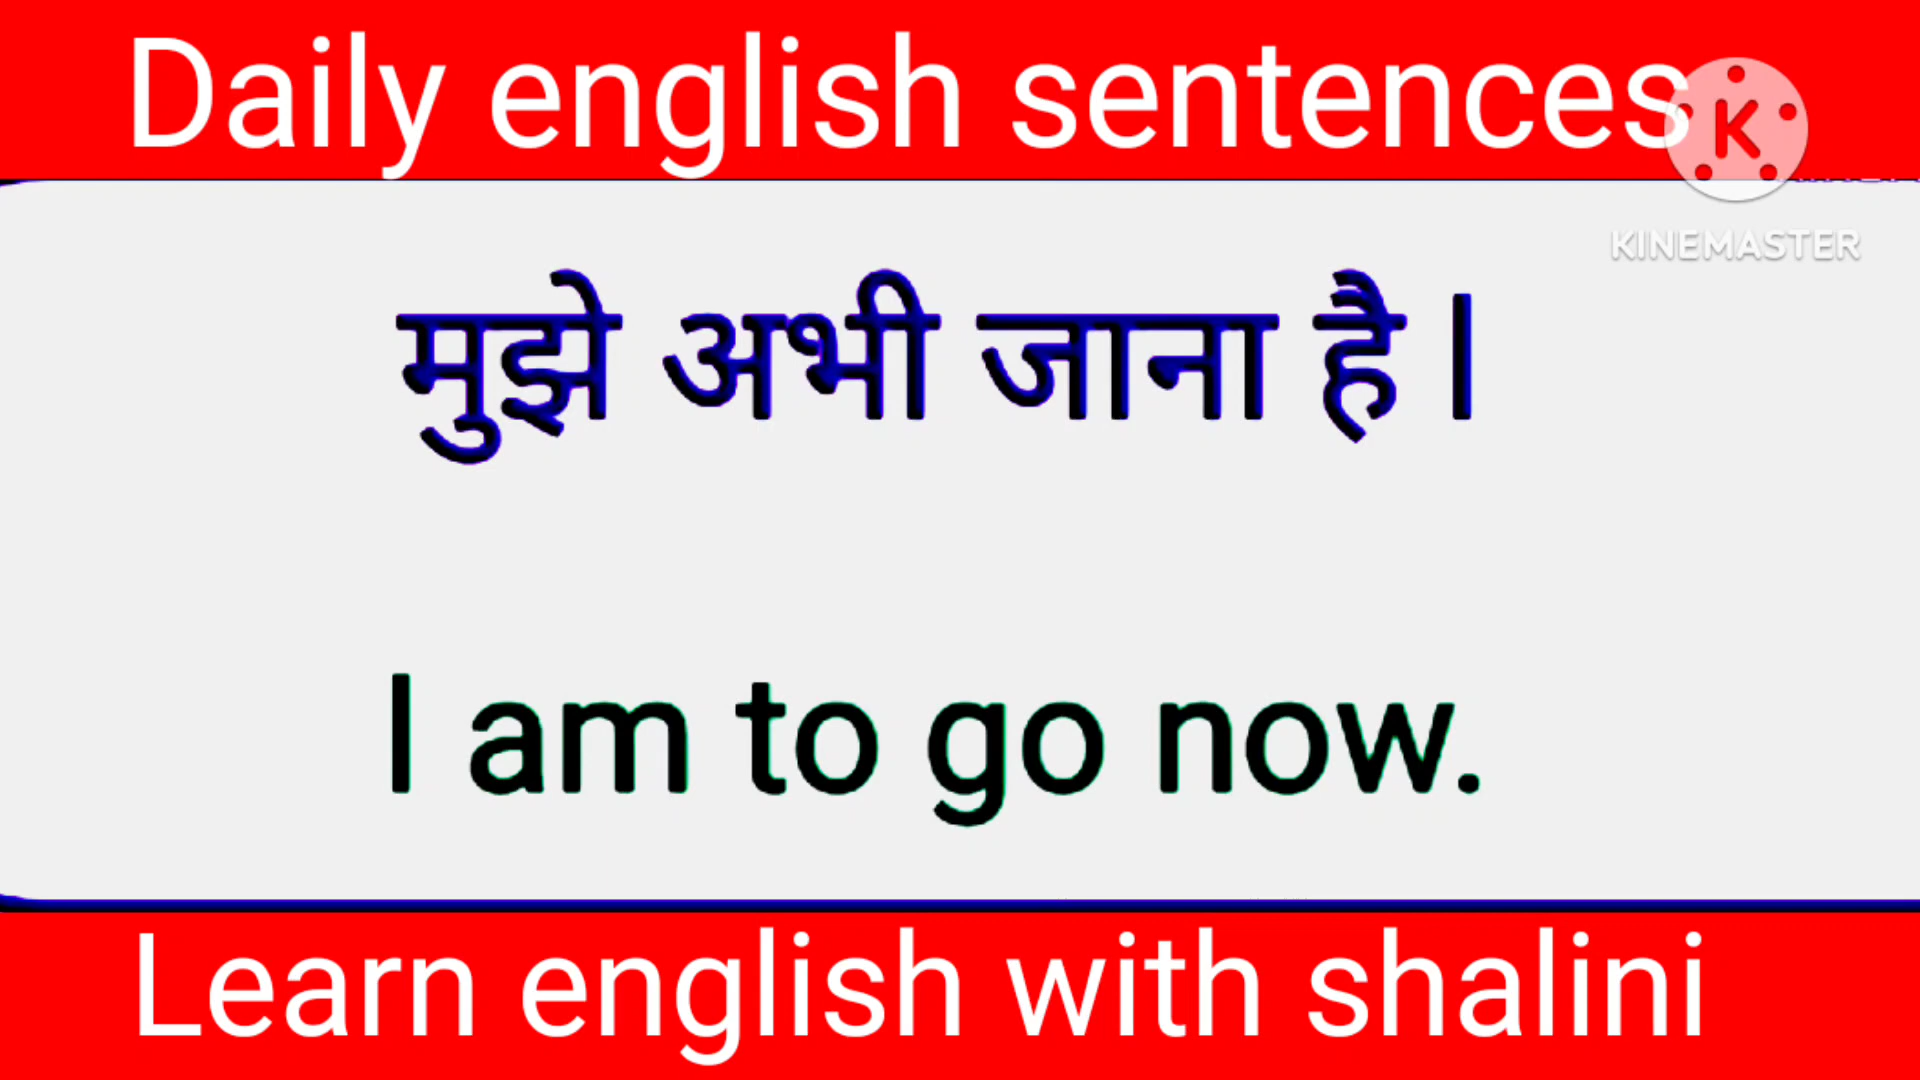 Daily english sentences
K
KINEMASTER
मुझे अभी जाना है |
I am to go now.
Learn english with shalini